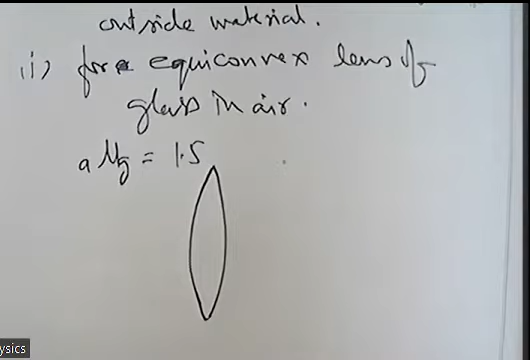 outside material.
ii) for equiconvex lens of
glass in air.
aμg = 1.5
ysics